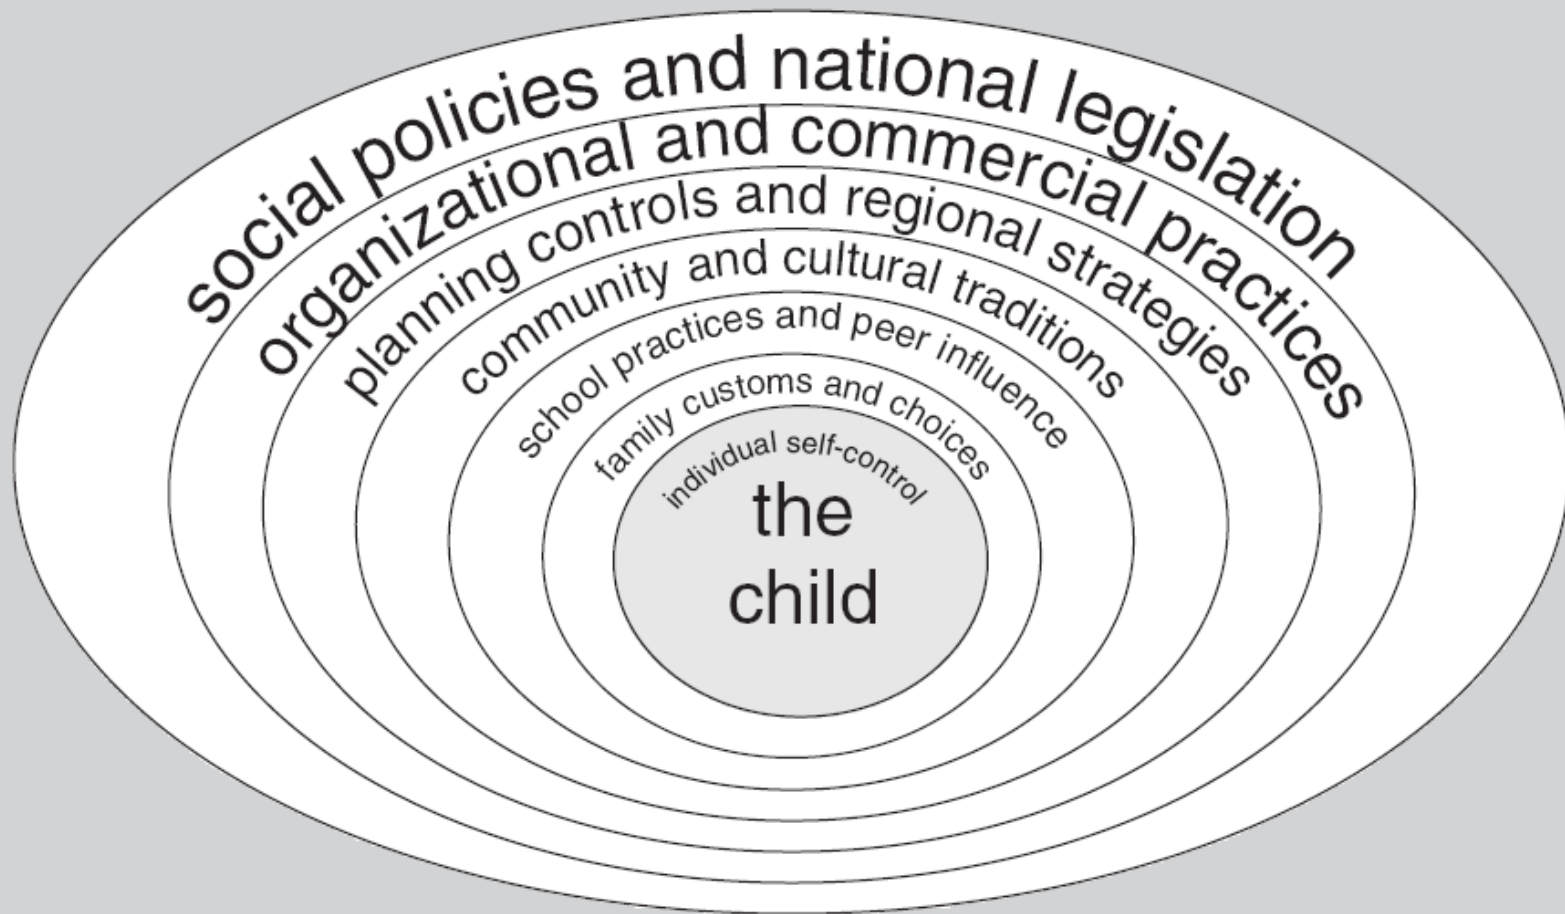 social policies and national legislation
organizational and commercial practices
planning controls and regional strategies
community and cultural traditions
school practices and peer influence
family customs and choices
individual self-control
the
child